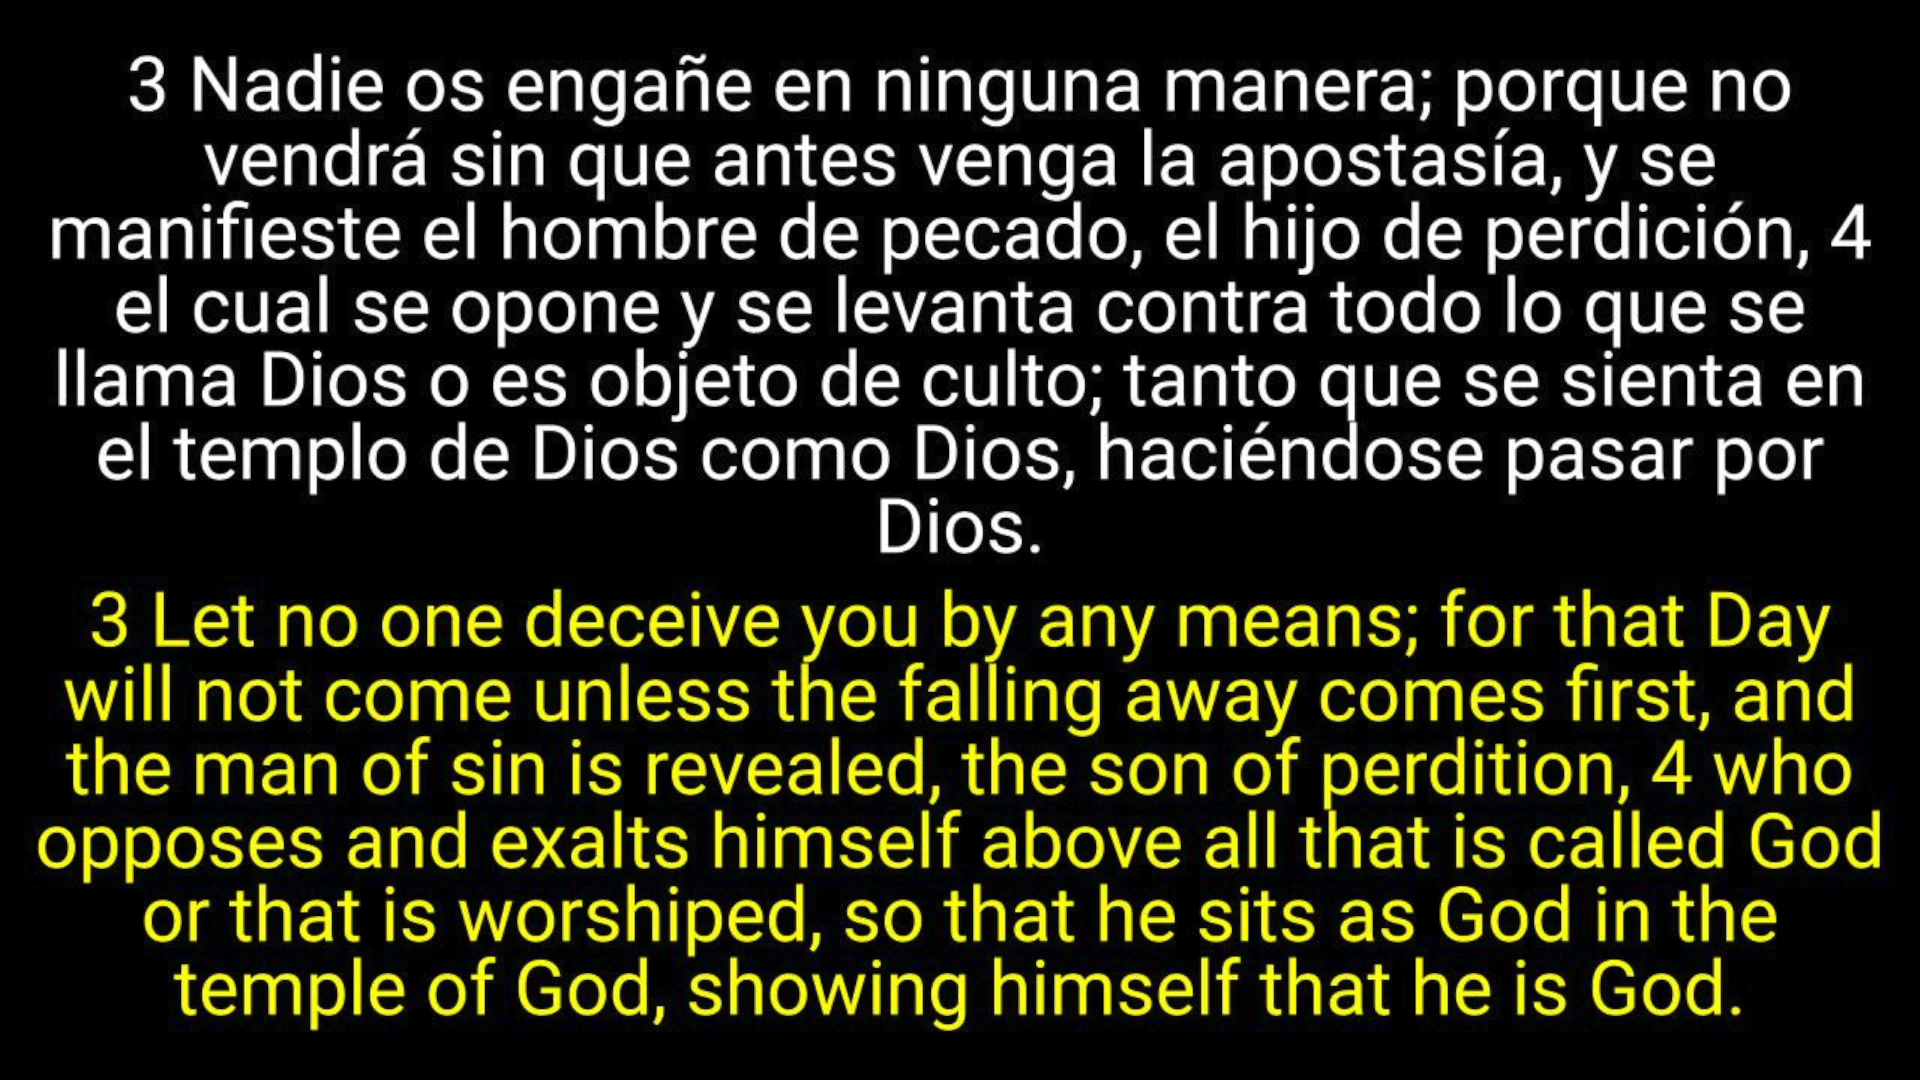 3 Nadie os engañe en ninguna manera; porque no
vendrá sin que antes venga la apostasía, y se
manifieste el hombre de pecado, el hijo de perdición, 4
el cual se opone y se levanta contra todo lo que se
llama Dios o es objeto de culto; tanto que se sienta en
el templo de Dios como Dios, haciéndose pasar por
Dios.
3 Let no one deceive you by any means; for that Day
will not come unless the falling away comes first, and
the man of sin is revealed, the son of perdition, 4 who
opposes and exalts himself above all that is called God
or that is worshiped, so that he sits as God in the
temple of God, showing himself that he is God.